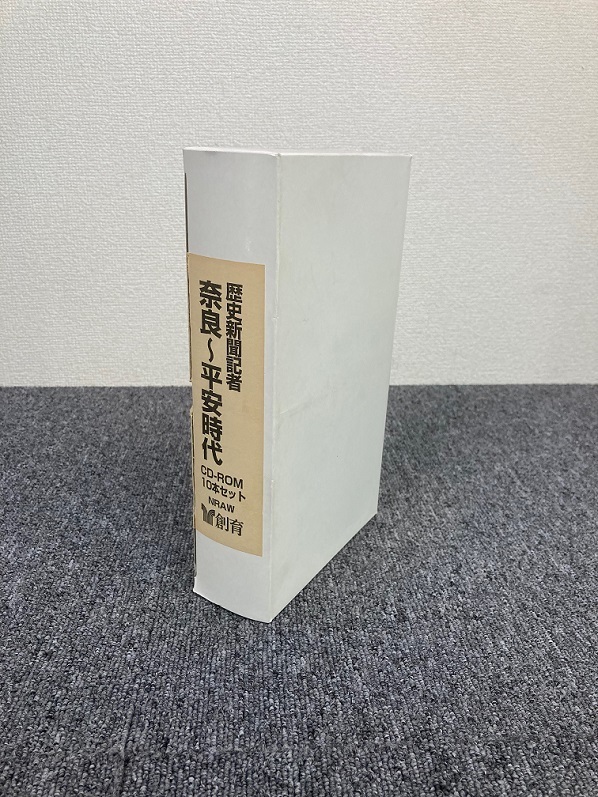 歴史新聞記者
奈良～平安時代
CD-ROM
10本セット
NRAW
創育